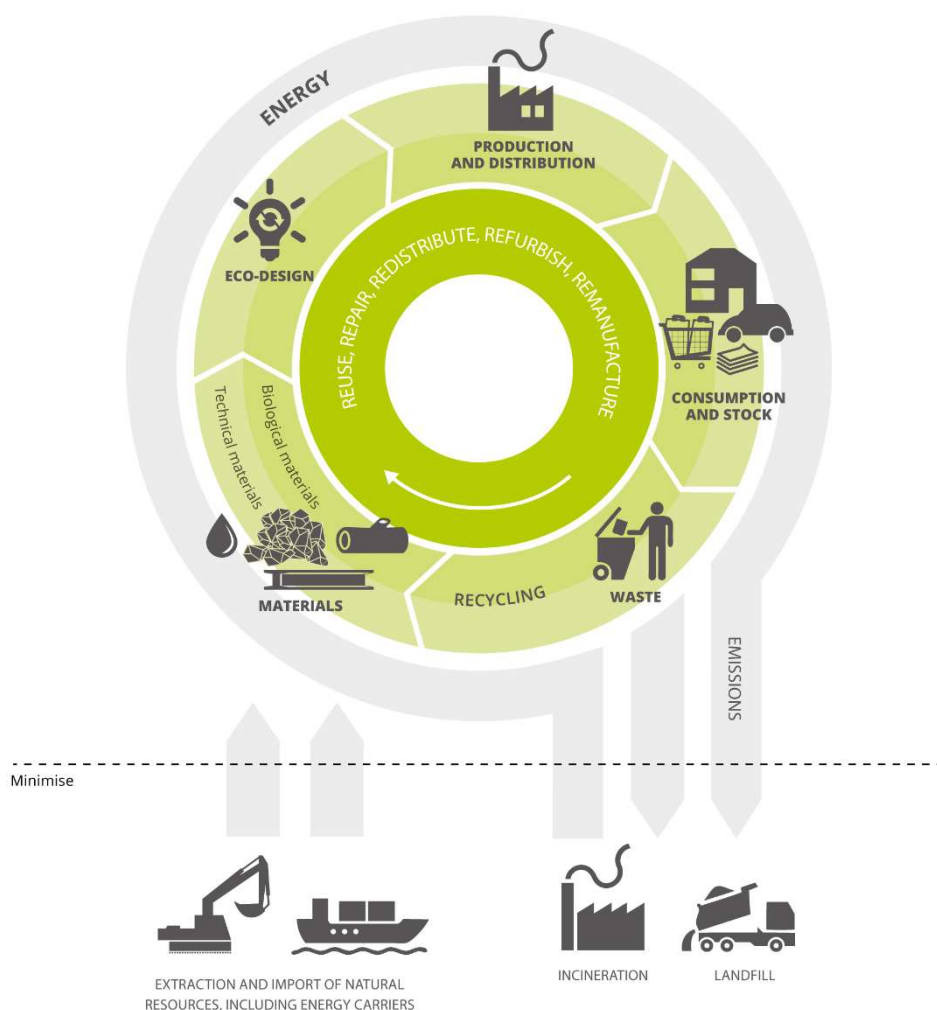 ENERGY
PRODUCTION
AND DISTRIBUTION
ECO-DESIGN
REUSE, REPAIR, REDISTRIBUTE, REFURBISH, REMANUFACTURE
CONSUMPTION
AND STOCK
Technical materials
Biological materials
MATERIALS
RECYCLING
WASTE
EMISSIONS
Minimise
EXTRACTION AND IMPORT OF NATURAL
RESOURCES, INCLUDING ENERGY CARRIERS
INCINERATION
LANDFILL